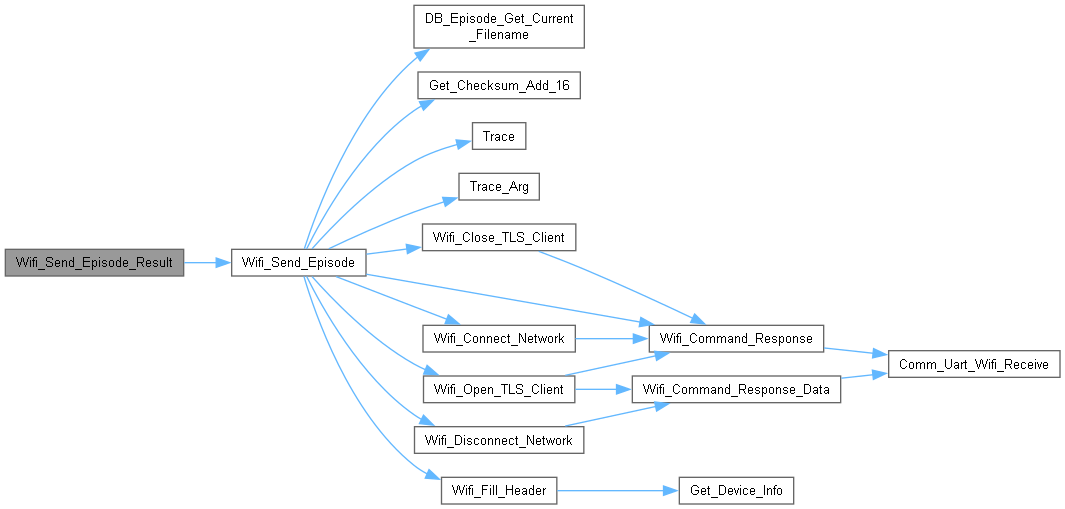 DB_Episode_Get_Current
_Filename
Get_Checksum_Add_16
Trace
Trace_Arg
Wifi_Close_TLS_Client
Wifi_Send_Episode_Result
Wifi_Send_Episode
Wifi_Connect_Network
Wifi_Command_Response
Comm_Uart_Wifi_Receive
Wifi_Open_TLS_Client
Wifi_Command_Response_Data
Wifi_Disconnect_Network
Wifi_Fill_Header
Get_Device_Info